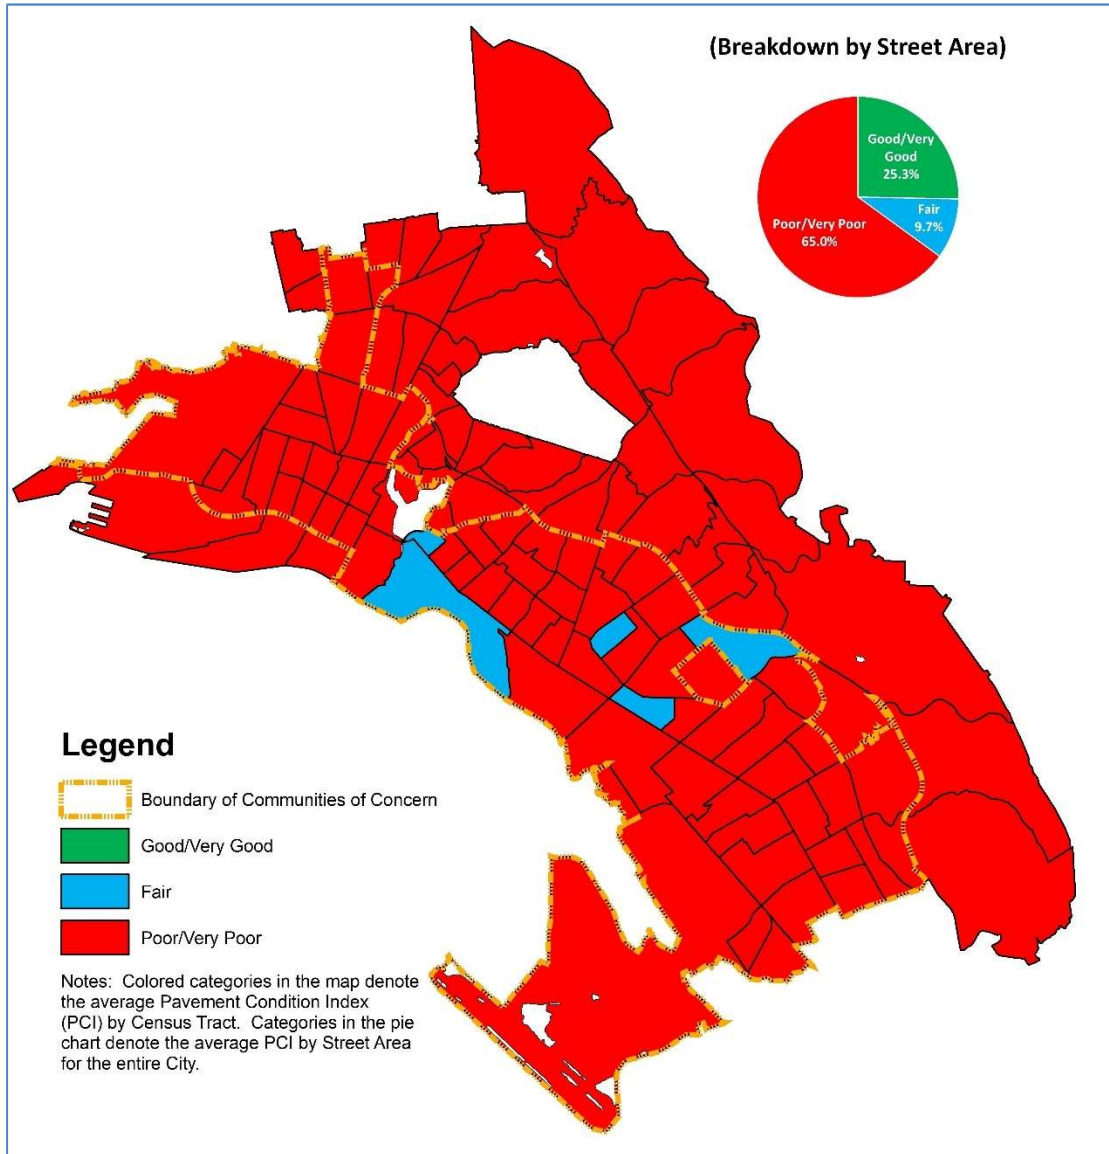 (Breakdown by Street Area)
Good/Very
Good
25.3%
Fair
9.7%
Poor/Very Poor
65.0%
Legend
Boundary of Communities of Concern
Good/Very Good
Fair
Poor/Very Poor
Notes:  Colored categories in the map denote
the average Pavement Condition Index
(PCI) by Census Tract.  Categories in the pie
chart denote the average PCI by Street Area
for the entire City.